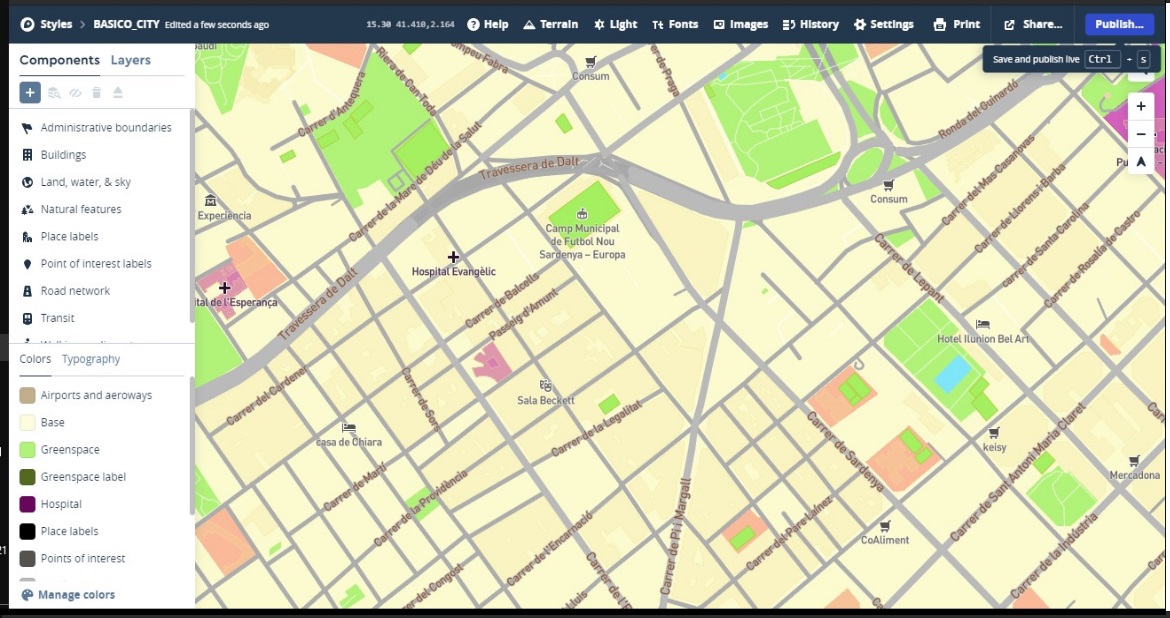 Styles > BASICO_CITY Edited a few seconds ago
15.30 41.410,2.164
Help
Terrain
Light
Fonts
Images
History
Settings
Print
Share...
Publish...
Save and publish live Ctrl + s
Components
Layers
Administrative boundaries
Buildings
Land, water, & sky
Natural features
Place labels
Point of interest labels
Road network
Transit
Colors
Typography
Airports and aeroways
Base
Greenspace
Greenspace label
Hospital
Place labels
Points of interest
Manage colors
audí
Riera de Can Toda
ompeu Fabra
Consum
de Praga
Carrer d'Antequera
Ronda del Guinardó
Travessera de Dalt
Carrer de la Mare de Déu de la Salut
Experiencia
Camp Municipal
de Futbol Nou
Sardenya – Europa
Consum
Carrer del Mas Casanovas
Carrer de Llorens i Barba
Carrer de Santa Carolina
Carrer de Rosalía de Castro
Hospital Evangèlic
ital de l'Esperança
Travessera de Dalt
Carrer de Balcells
Passeig d'Amunt
Carrer de Lepant
Hotel Ilunion Bel Art
Carrer del Cardener
Carrer de Sors
Sala Beckett
casa de Chiara
Carrer de la Legalitat
Carrer de Sardenya
keisy
Mercadona
Carrer de Sant Antoni Maria Claret
Carrer de Martí
Carrer de la Providència
Carrer de Pi i Margall
Carrer del Pare Laínez
CoAliment
Carrer de l'Encarnació
Carrer de la Indústria
Carrer del Congost
Carrer de l'E